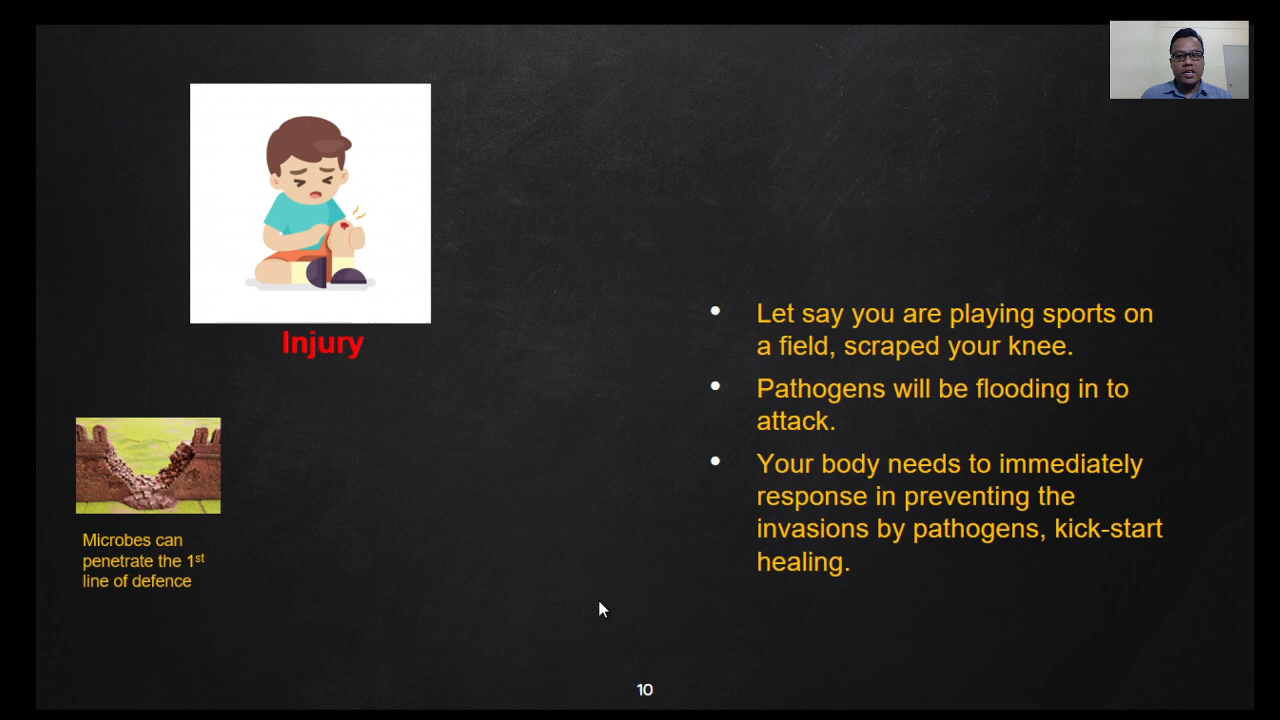 Injury
Microbes can
penetrate the 1st
line of defence
• Let say you are playing sports on
a field, scraped your knee.
• Pathogens will be flooding in to
attack.
• Your body needs to immediately
response in preventing the
invasions by pathogens, kick-start
healing.
10